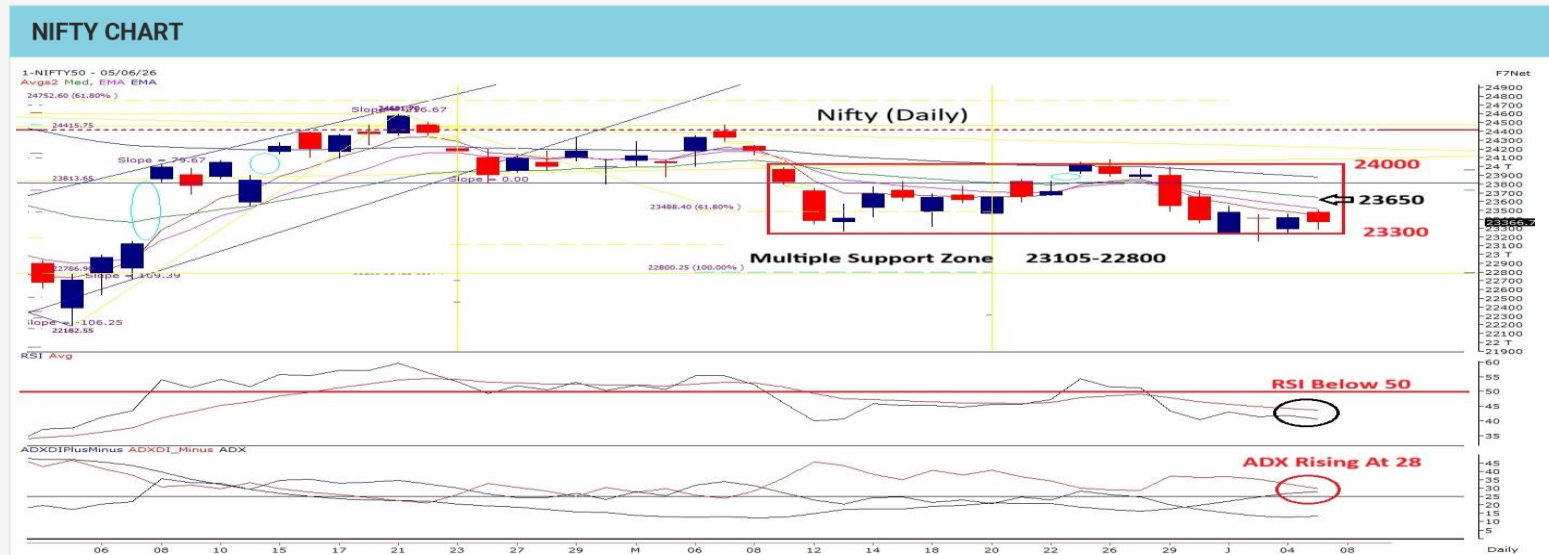 NIFTY CHART
1-NIFTY50 - 05/06/26
F7Net
Avgs2 Med, EMA EMA
24752.60 (61.80% )
24415.75
Slope = 79.67
23813.65
Slope = 0.00
23488.40 (61.80% )
22800.25 (100.00% )
Slope = 109.39
22182.55
Nifty (Daily)
24000
23650
23300
Multiple Support Zone 23105-22800
24900
24800
24700
24600
24500
24400
24300
24200
24100
24 T
23900
23800
23700
23600
23500
23300
23200
23100
23 T
22900
22800
22700
22600
22500
22400
22300
22200
22100
22 T
21900
RSI Avg
RSI Below 50
60
55
50
45
40
35
ADXDIPlusMinus ADXDI_Minus ADX
ADX Rising At 28
45
40
35
30
25
20
15
10
5
06 08 10 15 17 21 23 27 29 M 06 08 12 14 18 20 22 26 29 J 04 08 Daily